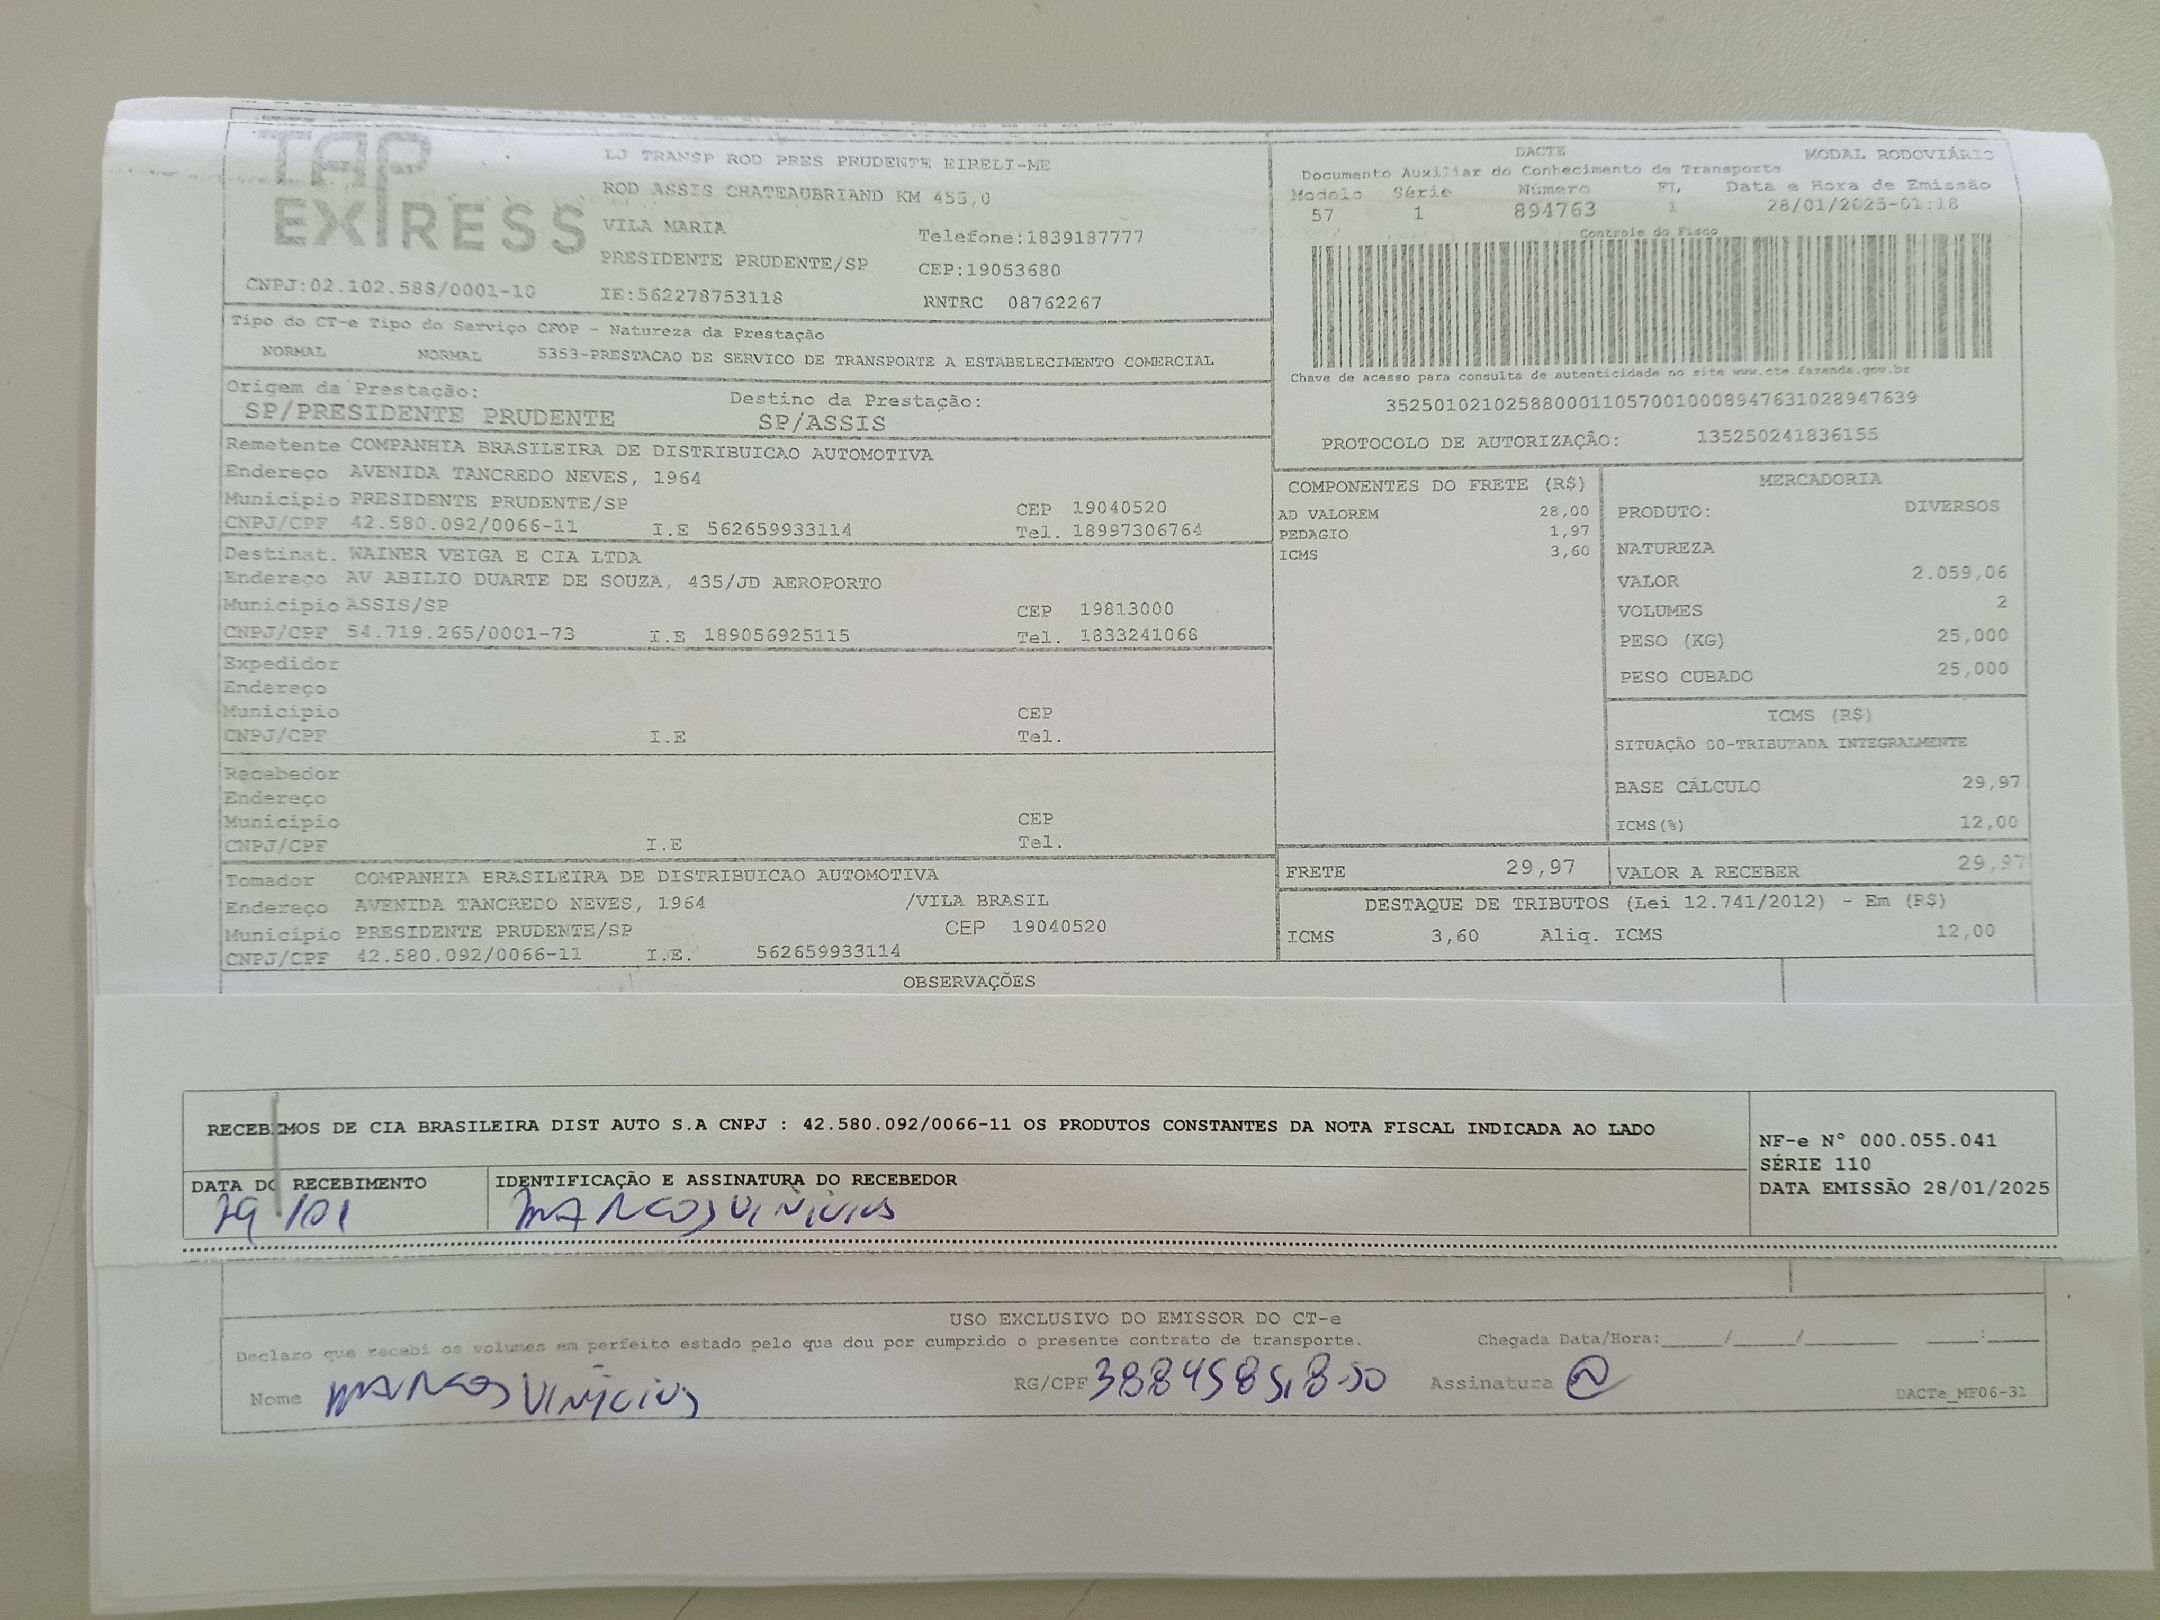 TAP EXPRESS
LJ TRANSP ROD PRES PRUDENTE EIRELI-ME
ROD ASSIS CHATEAUBRIAND KM 455,0
VILA MARIA Telefone:1839187777
PRESIDENTE PRUDENTE/SP CEP:19053680
CNPJ:02.102.588/0001-10 IE:562278753118 RNTRC 08762267
DACTE MODAL RODOVIÁRIO
Documento Auxiliar do Conhecimento de Transporte
Modelo Série Número FL Data e Hora de Emissão
57 1 894763 1 28/01/2025-01:18
Controle do Fisco
Chave de acesso para consulta de autenticidade no site www.cte.fazenda.gov.br
35250102102588000110570010008947631028947639
PROTOCOLO DE AUTORIZAÇÃO: 135250241836155
Tipo do CT-e Tipo do Serviço CFOP - Natureza da Prestação
NORMAL NORMAL 5353-PRESTACAO DE SERVICO DE TRANSPORTE A ESTABELECIMENTO COMERCIAL
Origem da Prestação: Destino da Prestação:
SP/PRESIDENTE PRUDENTE SP/ASSIS
Remetente COMPANHIA BRASILEIRA DE DISTRIBUICAO AUTOMOTIVA
Endereço AVENIDA TANCREDO NEVES, 1964
Município PRESIDENTE PRUDENTE/SP CEP 19040520
CNPJ/CPF 42.580.092/0066-11 I.E 562659933114 Tel. 18997306764
Destinat. WAINER VEIGA E CIA LTDA
Endereço AV ABILIO DUARTE DE SOUZA, 435/JD AEROPORTO
Município ASSIS/SP CEP 19813000
CNPJ/CPF 54.719.265/0001-73 I.E 189056925115 Tel. 1833241068
Expedidor
Endereço
Município CEP
CNPJ/CPF I.E Tel.
Recebedor
Endereço
Município CEP
CNPJ/CPF I.E Tel.
Tomador COMPANHIA BRASILEIRA DE DISTRIBUICAO AUTOMOTIVA
Endereço AVENIDA TANCREDO NEVES, 1964 /VILA BRASIL
Município PRESIDENTE PRUDENTE/SP CEP 19040520
CNPJ/CPF 42.580.092/0066-11 I.E. 562659933114
COMPONENTES DO FRETE (R$)
AD VALOREM 28,00
PEDAGIO 1,97
ICMS 3,60
MERCADORIA
PRODUTO: DIVERSOS
NATUREZA
VALOR 2.059,06
VOLUMES 2
PESO (KG) 25,000
PESO CUBADO 25,000
ICMS (R$)
SITUAÇÃO 00-TRIBUTADA INTEGRALMENTE
BASE CÁLCULO 29,97
ICMS(%) 12,00
FRETE 29,97 VALOR A RECEBER 29,97
DESTAQUE DE TRIBUTOS (Lei 12.741/2012) - Em (R$)
ICMS 3,60 Aliq. ICMS 12,00
OBSERVAÇÕES
RECEBEMOS DE CIA BRASILEIRA DIST AUTO S.A CNPJ : 42.580.092/0066-11 OS PRODUTOS CONSTANTES DA NOTA FISCAL INDICADA AO LADO
NF-e N° 000.055.041
SÉRIE 110
DATA EMISSÃO 28/01/2025
DATA DO RECEBIMENTO IDENTIFICAÇÃO E ASSINATURA DO RECEBEDOR
29/01 MARCOS VINICIUS
USO EXCLUSIVO DO EMISSOR DO CT-e
Declaro que recebi os volumes em perfeito estado pelo que dou por cumprido o presente contrato de transporte. Chegada Data/Hora:____/____/______ ____:____
Nome MARCOS VINICIUS RG/CPF Assinatura DACTe_MF06-31